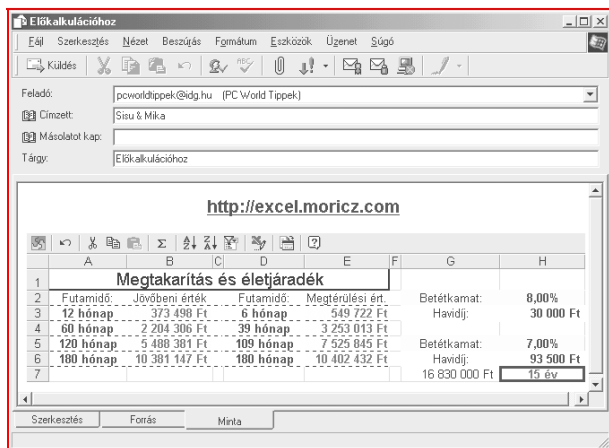 Előkalkulációhoz
Fájl Szerkesztés Nézet Beszúrás Formátum Eszközök Üzenet Súgó
Küldés
Feladó: pcworldtippek@idg.hu (PC World Tippek)
Címzett: Sisu & Mika
Másolatot kap:
Tárgy: Előkalkulációhoz
http://excel.moricz.com
A B C D E F G H
1 Megtakarítás és életjáradék
2 Futamidő: Jövőbeni érték Futamidő: Megtérülési ért. Betétkamat: 8,00%
3 12 hónap 373 498 Ft 6 hónap 549 722 Ft Havidíj: 30 000 Ft
4 60 hónap 2 204 306 Ft 39 hónap 3 253 013 Ft
5 120 hónap 5 488 381 Ft 109 hónap 7 525 845 Ft Betétkamat: 7,00%
6 180 hónap 10 381 147 Ft 180 hónap 10 402 432 Ft Havidíj: 93 500 Ft
7 16 830 000 Ft 15 év
Szerkesztés Forrás Minta